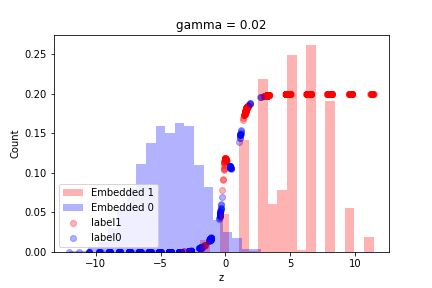 gamma = 0.02
0.25
0.20
0.15
0.10
0.05
0.00
Count
Embedded 1
Embedded 0
label1
label0
−10
−5
0
5
10
z